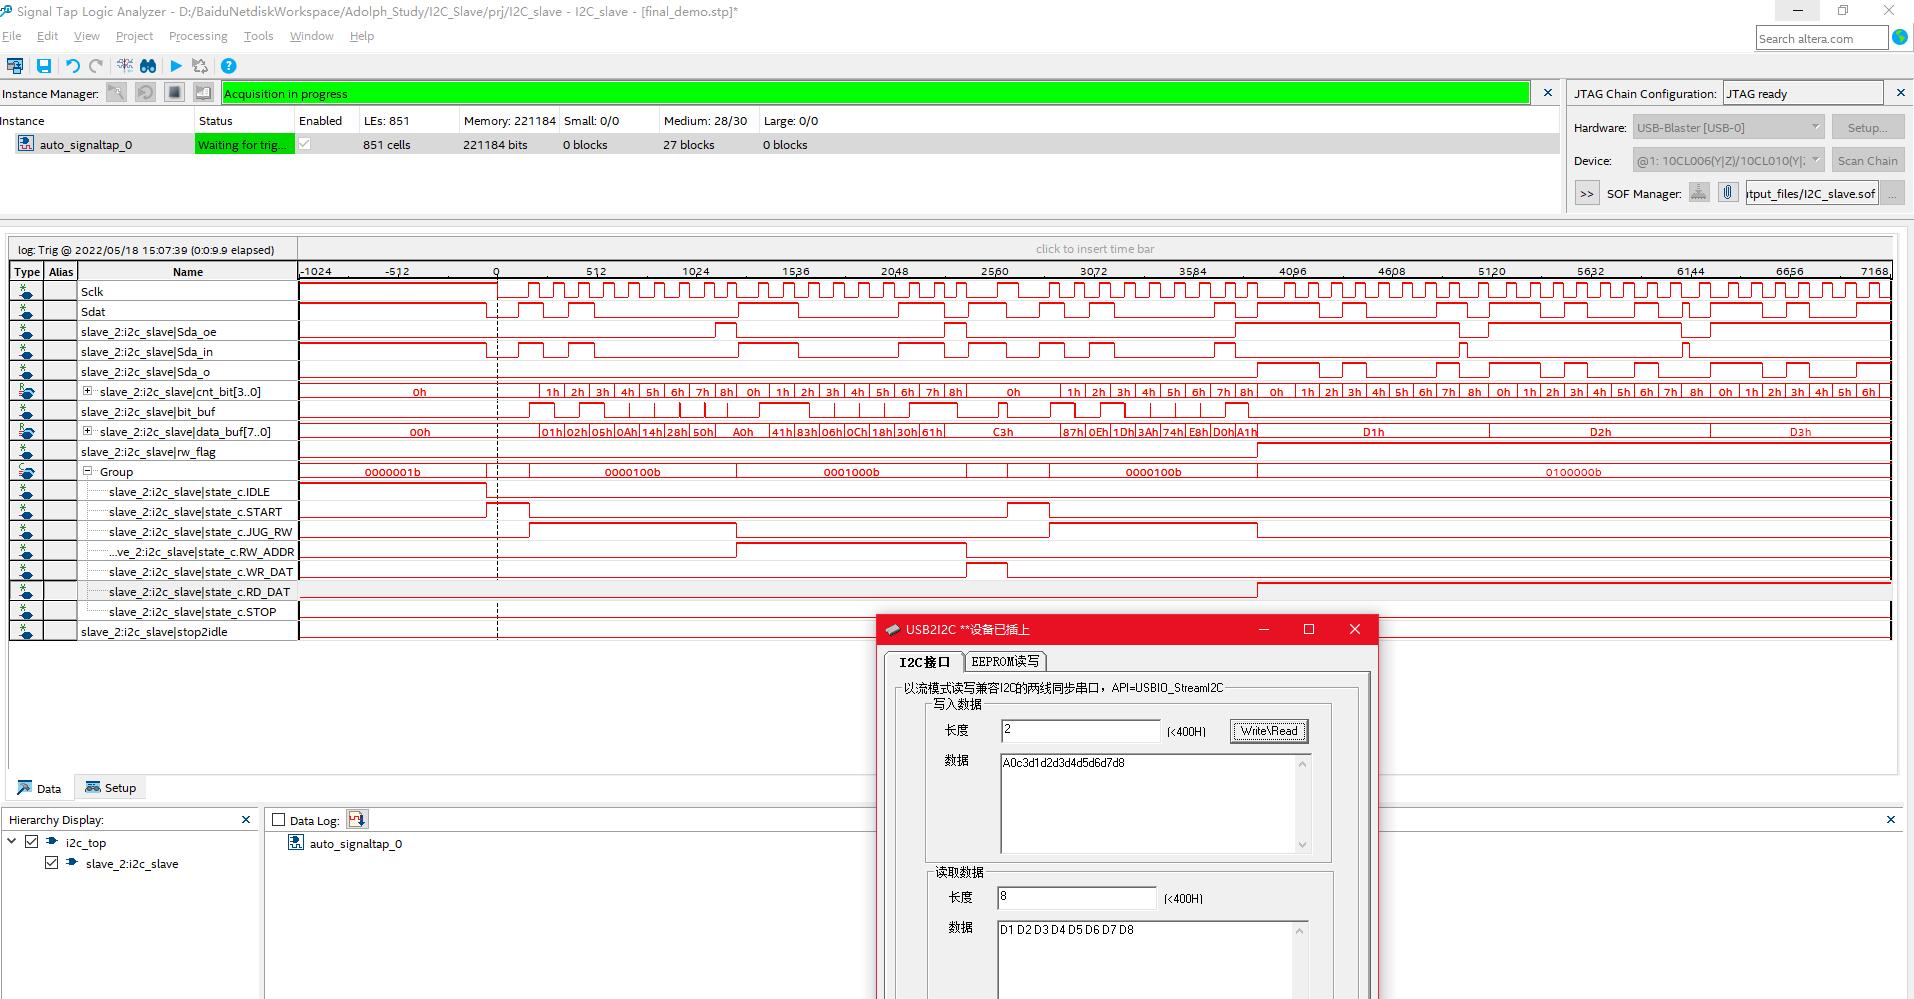 Signal Tap Logic Analyzer - D:/BaiduNetdiskWorkspace/Adolph_Study/I2C_Slave/prj/I2C_slave - I2C_slave - [final_demo.stp]*
File Edit View Project Processing Tools Window Help
Search altera.com
Instance Manager: Acquisition in progress
JTAG Chain Configuration: JTAG ready
Instance Status Enabled LEs: 851 Memory: 221184 Small: 0/0 Medium: 28/30 Large: 0/0
auto_signaltap_0 Waiting for trig... 851 cells 221184 bits 0 blocks 27 blocks 0 blocks
Hardware: USB-Blaster [USB-0] Setup...
Device: @1: 10CL006(Y|Z)/10CL010(Y|Z Scan Chain
>> SOF Manager: tput_files/I2C_slave.sof ...
log: Trig @ 2022/05/18 15:07:39 (0:0:9.9 elapsed) click to insert time bar
Type Alias Name -1024 -512 0 512 1024 1536 2048 2560 3072 3584 4096 4608 5120 5632 6144 6656 7168
Sclk
Sdat
slave_2:i2c_slave|Sda_oe
slave_2:i2c_slave|Sda_in
slave_2:i2c_slave|Sda_o
slave_2:i2c_slave|cnt_bit[3..0] 0h 1h 2h 3h 4h 5h 6h 7h 8h 0h 1h 2h 3h 4h 5h 6h 7h 8h 0h 1h 2h 3h 4h 5h 6h 7h 8h 0h 1h 2h 3h 4h 5h 6h 7h 8h 0h 1h 2h 3h 4h 5h 6h 7h 8h 0h 1h 2h 3h 4h 5h 6h
slave_2:i2c_slave|bit_buf
slave_2:i2c_slave|data_buf[7..0] 00h 01h 02h 05h 0Ah 14h 28h 50h A0h 41h 83h 06h 0Ch 18h 30h 61h C3h 87h 0Eh 1Dh 3Ah 74h E8h D0h A1h D1h D2h D3h
slave_2:i2c_slave|rw_flag
Group 0000001b 0000100b 0001000b 0000100b 0100000b
slave_2:i2c_slave|state_c.IDLE
slave_2:i2c_slave|state_c.START
slave_2:i2c_slave|state_c.JUG_RW
...ve_2:i2c_slave|state_c.RW_ADDR
slave_2:i2c_slave|state_c.WR_DAT
slave_2:i2c_slave|state_c.RD_DAT
slave_2:i2c_slave|state_c.STOP
slave_2:i2c_slave|stop2idle
USB2I2C **设备已插上
I2C接口 EEPROM读写
以流模式读写兼容I2C的两线同步串口，API=USBIO_StreamI2C
写入数据
长度 2 (<400H) Write\Read
数据 A0c3d1d2d3d4d5d6d7d8
读取数据
长度 8 (<400H)
数据 D1 D2 D3 D4 D5 D6 D7 D8
Data Setup
Hierarchy Display:
i2c_top
slave_2:i2c_slave
Data Log:
auto_signaltap_0